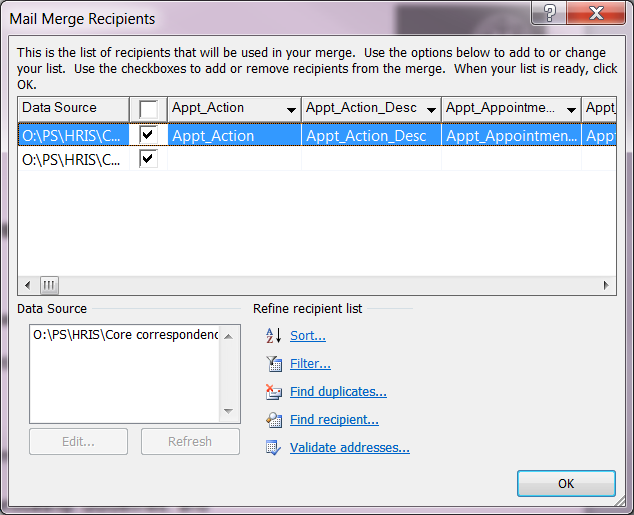 Mail Merge Recipients
This is the list of recipients that will be used in your merge. Use the options below to add to or change
your list. Use the checkboxes to add or remove recipients from the merge. When your list is ready, click
OK.
Data Source Appt_Action Appt_Action_Desc Appt_Appointme... Appt_
O:\PS\HRIS\C... Appt_Action Appt_Action_Desc Appt_Appointmen... Appt
O:\PS\HRIS\C...
Data Source
O:\PS\HRIS\Core correspondenc
Edit...
Refresh
Refine recipient list
Sort...
Filter...
Find duplicates...
Find recipient...
Validate addresses...
OK